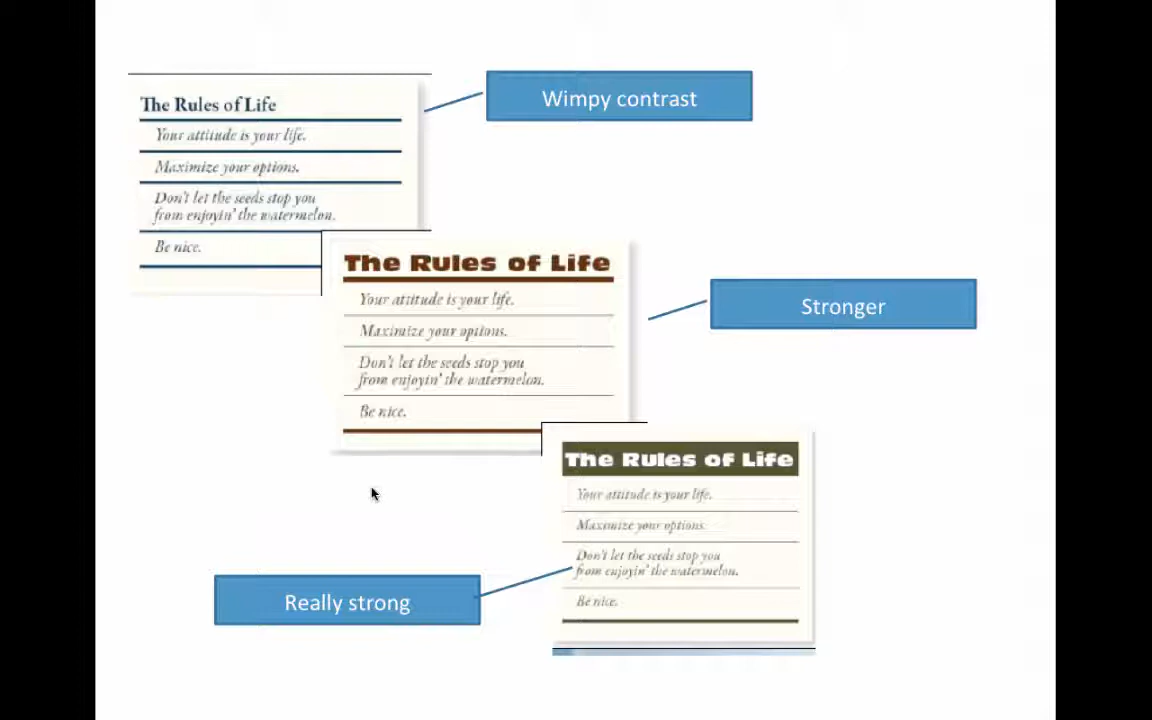 Wimpy contrast
The Rules of Life
Your attitude is your life.
Maximize your options.
Don't let the seeds stop you
from enjoyin' the watermelon.
Be nice.
Stronger
The Rules of Life
Your attitude is your life.
Maximize your options.
Don't let the seeds stop you
from enjoyin' the watermelon.
Be nice.
Really strong
The Rules of Life
Your attitude is your life.
Maximize your options.
Don't let the seeds stop you
from enjoyin' the watermelon.
Be nice.